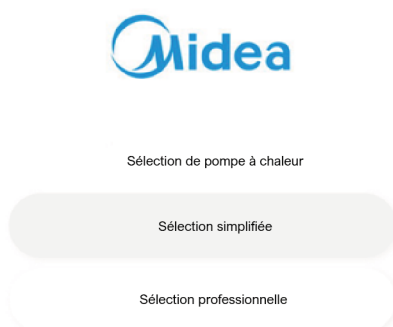 Midea
Sélection de pompe à chaleur
Sélection simplifiée
Sélection professionnelle